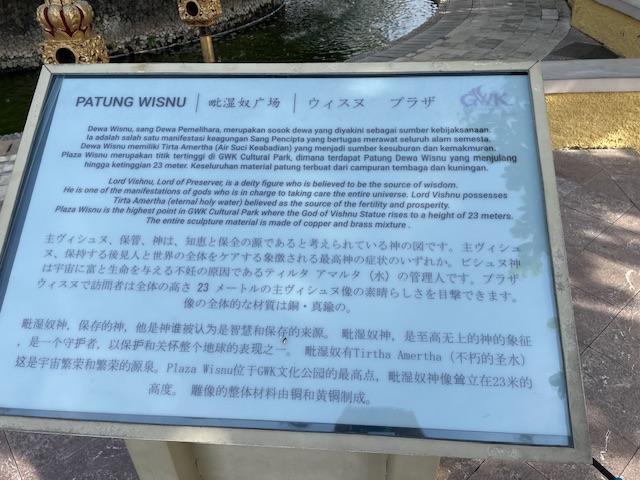 PATUNG WISNU | 毗湿奴广场 | ウィスヌ プラザ
GWK
Dewa Wisnu, sang Dewa Pemelihara, merupakan sosok dewa yang diyakini sebagai sumber kebijaksanaan.
Ia adalah salah satu manifestasi keagungan Sang Pencipta yang bertugas merawat seluruh alam semesta.
Dewa Wisnu memiliki Tirta Amertha (Air Suci Keabadian) yang menjadi sumber kesuburan dan kemakmuran.
Plaza Wisnu merupakan titik tertinggi di GWK Cultural Park, dimana terdapat Patung Dewa Wisnu yang menjulang
hingga ketinggian 23 meter. Keseluruhan material patung terbuat dari campuran tembaga dan kuningan.
Lord Vishnu, Lord of Preserver, is a deity figure who is believed to be the source of wisdom.
He is one of the manifestations of gods who is in charge to taking care the entire universe. Lord Vishnu possesses
Tirta Amertha (eternal holy water) believed as the source of the fertility and prosperity.
Plaza Wisnu is the highest point in GWK Cultural Park where the God of Vishnu Statue rises to a height of 23 meters.
The entire sculpture material is made of copper and brass mixture.
主ヴィシュヌ、保管、神は、知恵と保全の源であると考えられている神の図です。主ヴィシュ
ヌ、保持する後見人と世界の全体をケアする象徴される最高神の症状のいずれか。ビシュヌ神
は宇宙に富と生命を与える不妊の原因であるティルタ アマルタ（水）の管理人です。プラザ
ウィスヌで訪問者は全体の高さ 23 メートルの主ヴィシュヌ像の素晴らしさを目撃できます。
像の全体的な材質は銅・真鍮の。
毗湿奴神，保存的神，他是神谁被认为是智慧和保存的来源。 毗湿奴神，是至高无上的神的象征
，是一个守护者，以保护和关怀整个地球的表现之一。 毗湿奴有Tirtha Amertha（不朽的圣水）
这是宇宙繁荣和繁荣的源泉。Plaza Wisnu位于GWK文化公园的最高点，毗湿奴神像耸立在23米的
高度。 雕像的整体材料由铜和黄铜制成。